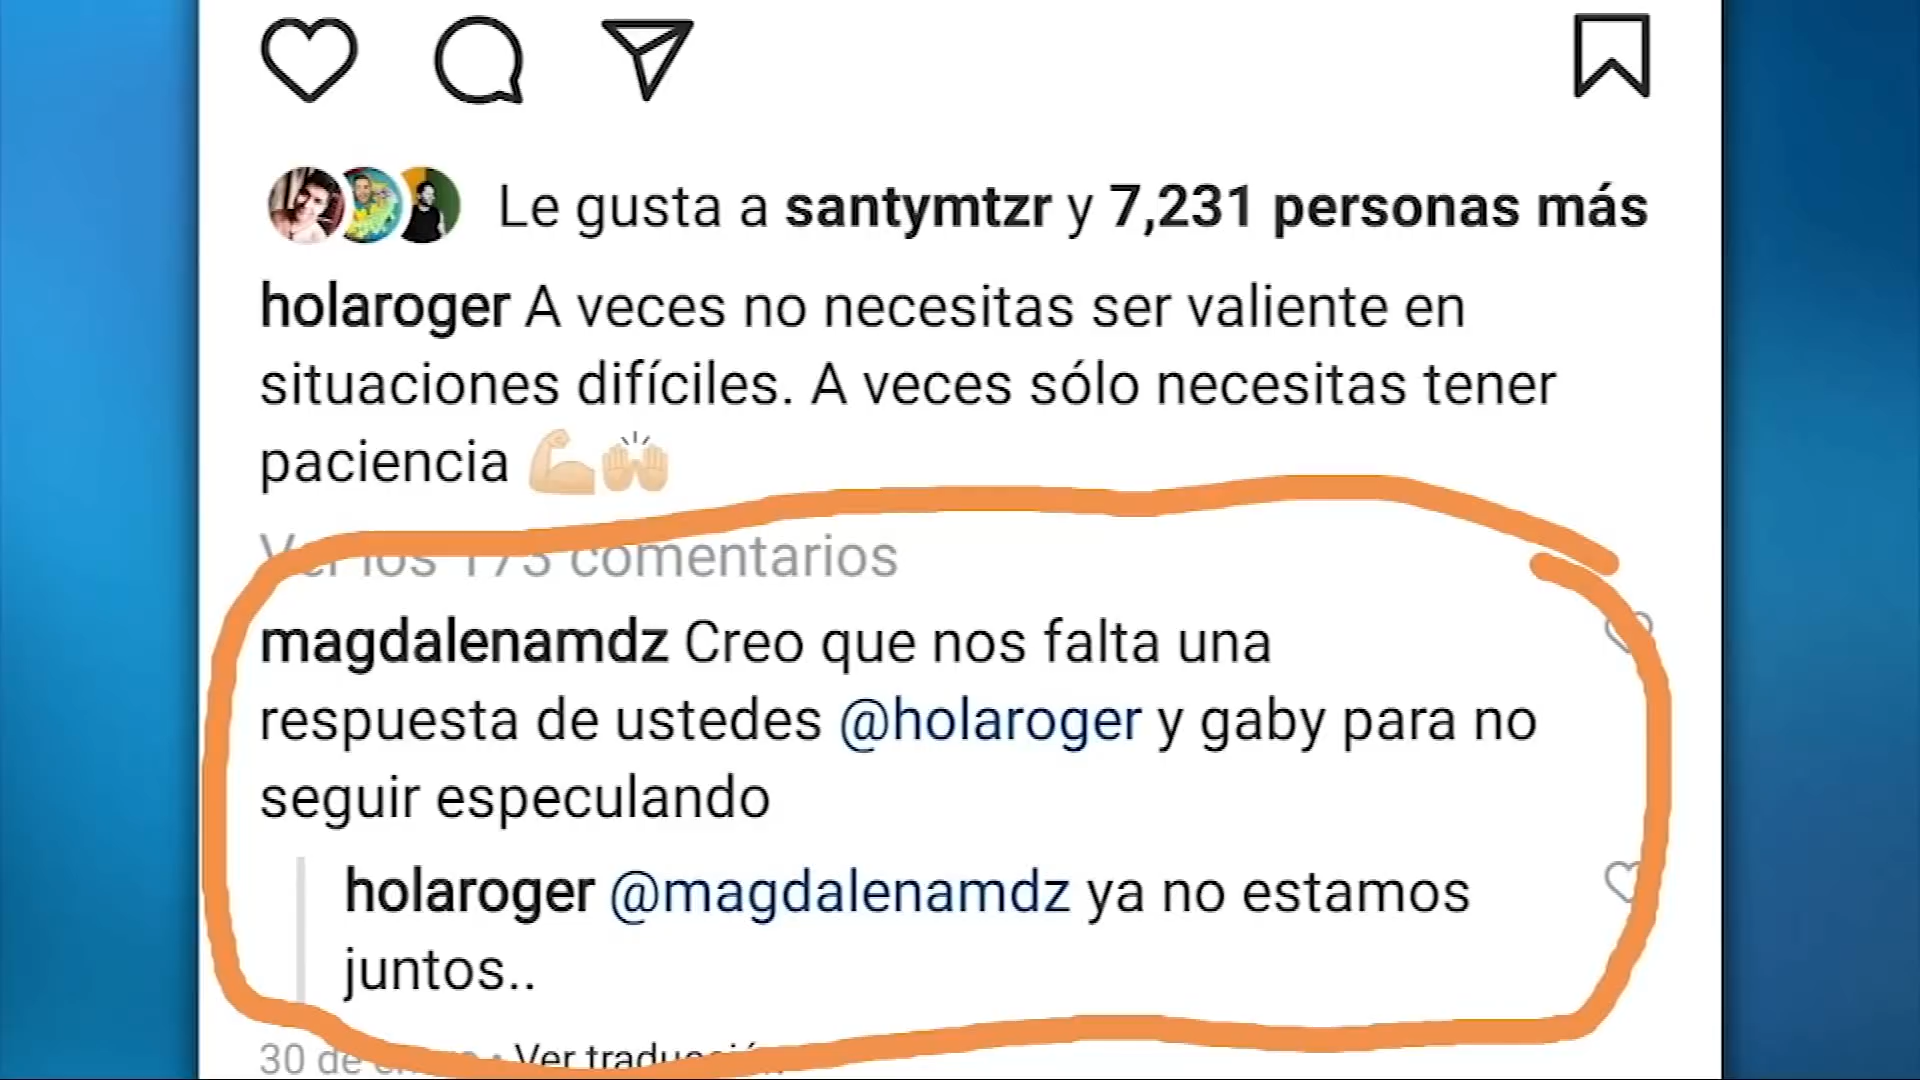 Le gusta a santymtzr y 7,231 personas más
holaroger A veces no necesitas ser valiente en
situaciones difíciles. A veces sólo necesitas tener
paciencia 💪🏻🙌🏻
Ver los 173 comentarios
magdalenamdz Creo que nos falta una
respuesta de ustedes @holaroger y gaby para no
seguir especulando
holaroger @magdalenamdz ya no estamos
juntos..
30 de enero · Ver traducción